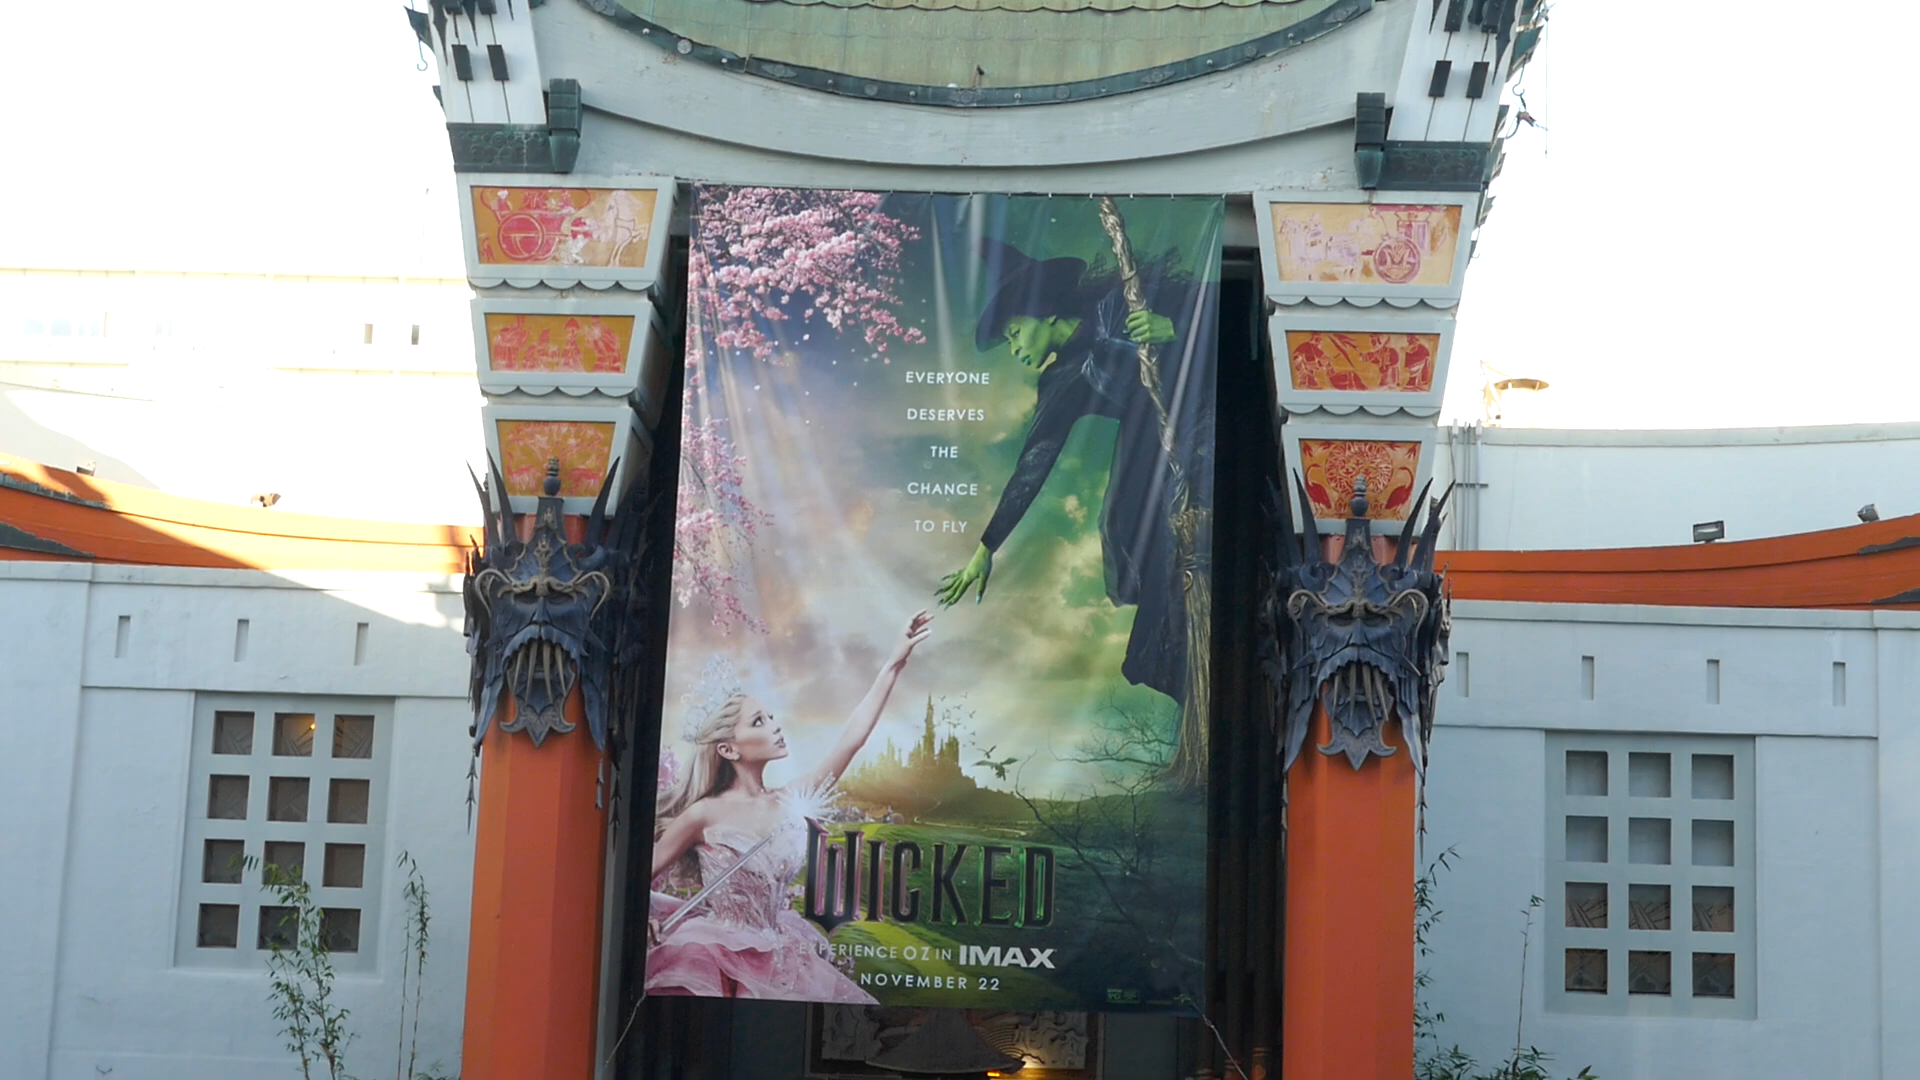 EVERYONE
DESERVES
THE
CHANCE
TO FLY
WICKED
EXPERIENCE OZ IN IMAX
NOVEMBER 22